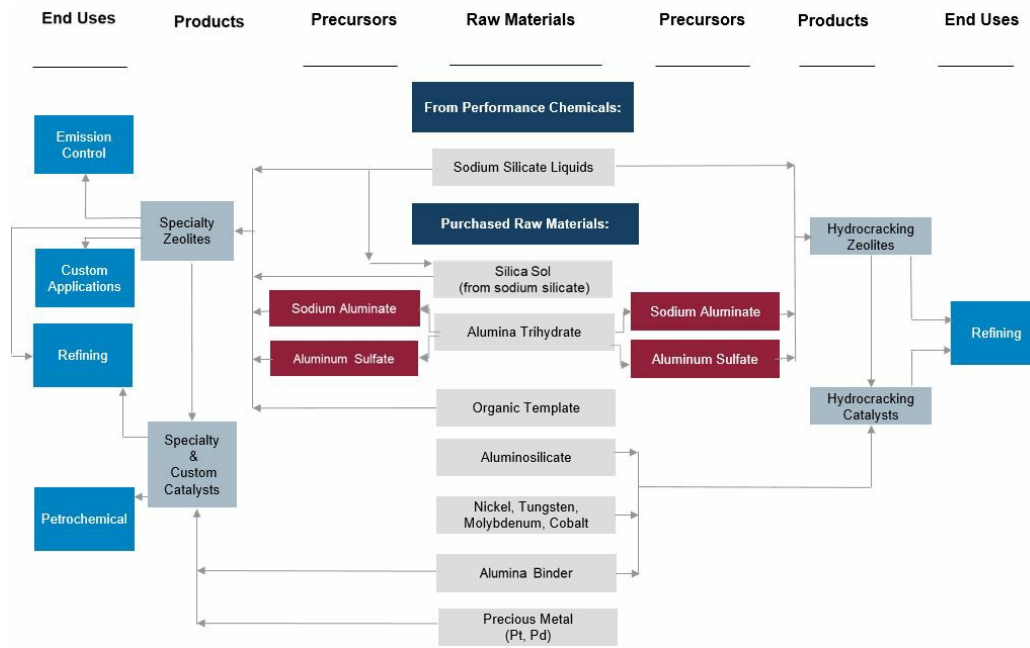 End Uses
Products
Precursors
Raw Materials
Precursors
Products
End Uses
From Performance Chemicals:
Emission
Control
Sodium Silicate Liquids
Specialty
Zeolites
Purchased Raw Materials:
Hydrocracking
Zeolites
Custom
Applications
Silica Sol
(from sodium silicate)
Sodium Aluminate
Sodium Aluminate
Alumina Trihydrate
Refining
Refining
Aluminum Sulfate
Aluminum Sulfate
Organic Template
Hydrocracking
Catalysts
Specialty
&
Custom
Catalysts
Aluminosilicate
Petrochemical
Nickel, Tungsten,
Molybdenum, Cobalt
Alumina Binder
Precious Metal
(Pt, Pd)